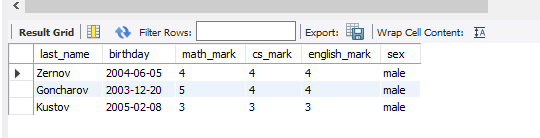 Result Grid Filter Rows: Export: Wrap Cell Content:
last_name birthday math_mark cs_mark english_mark sex
Zernov 2004-06-05 4 4 4 male
Goncharov 2003-12-20 5 4 4 male
Kustov 2005-02-08 3 3 3 male